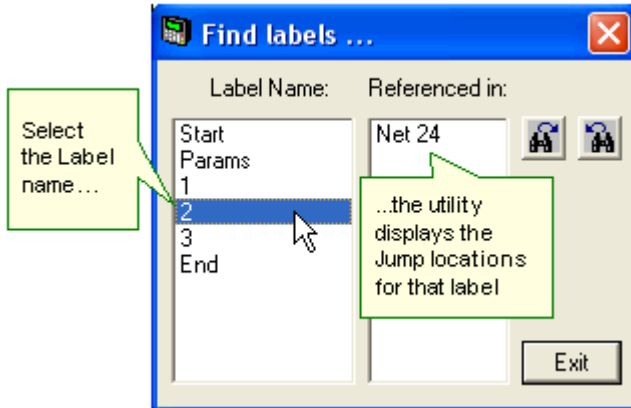 Find labels ...
Label Name:
Referenced in:
Select
the Label
name...
Start
Params
1
2
3
End
Net 24
...the utility
displays the
Jump locations
for that label
Exit